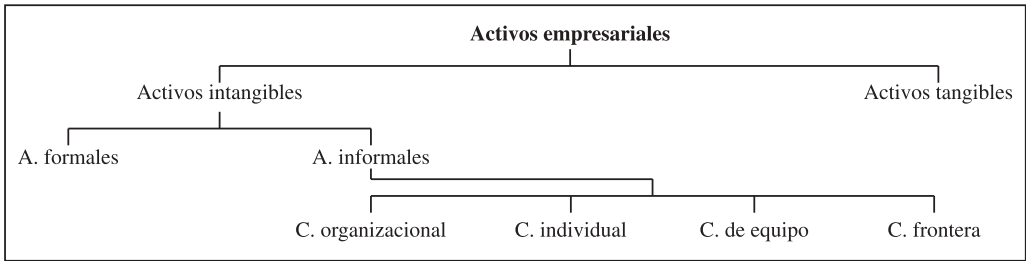 Activos empresariales
Activos intangibles Activos tangibles
A. formales A. informales
C. organizacional C. individual C. de equipo C. frontera